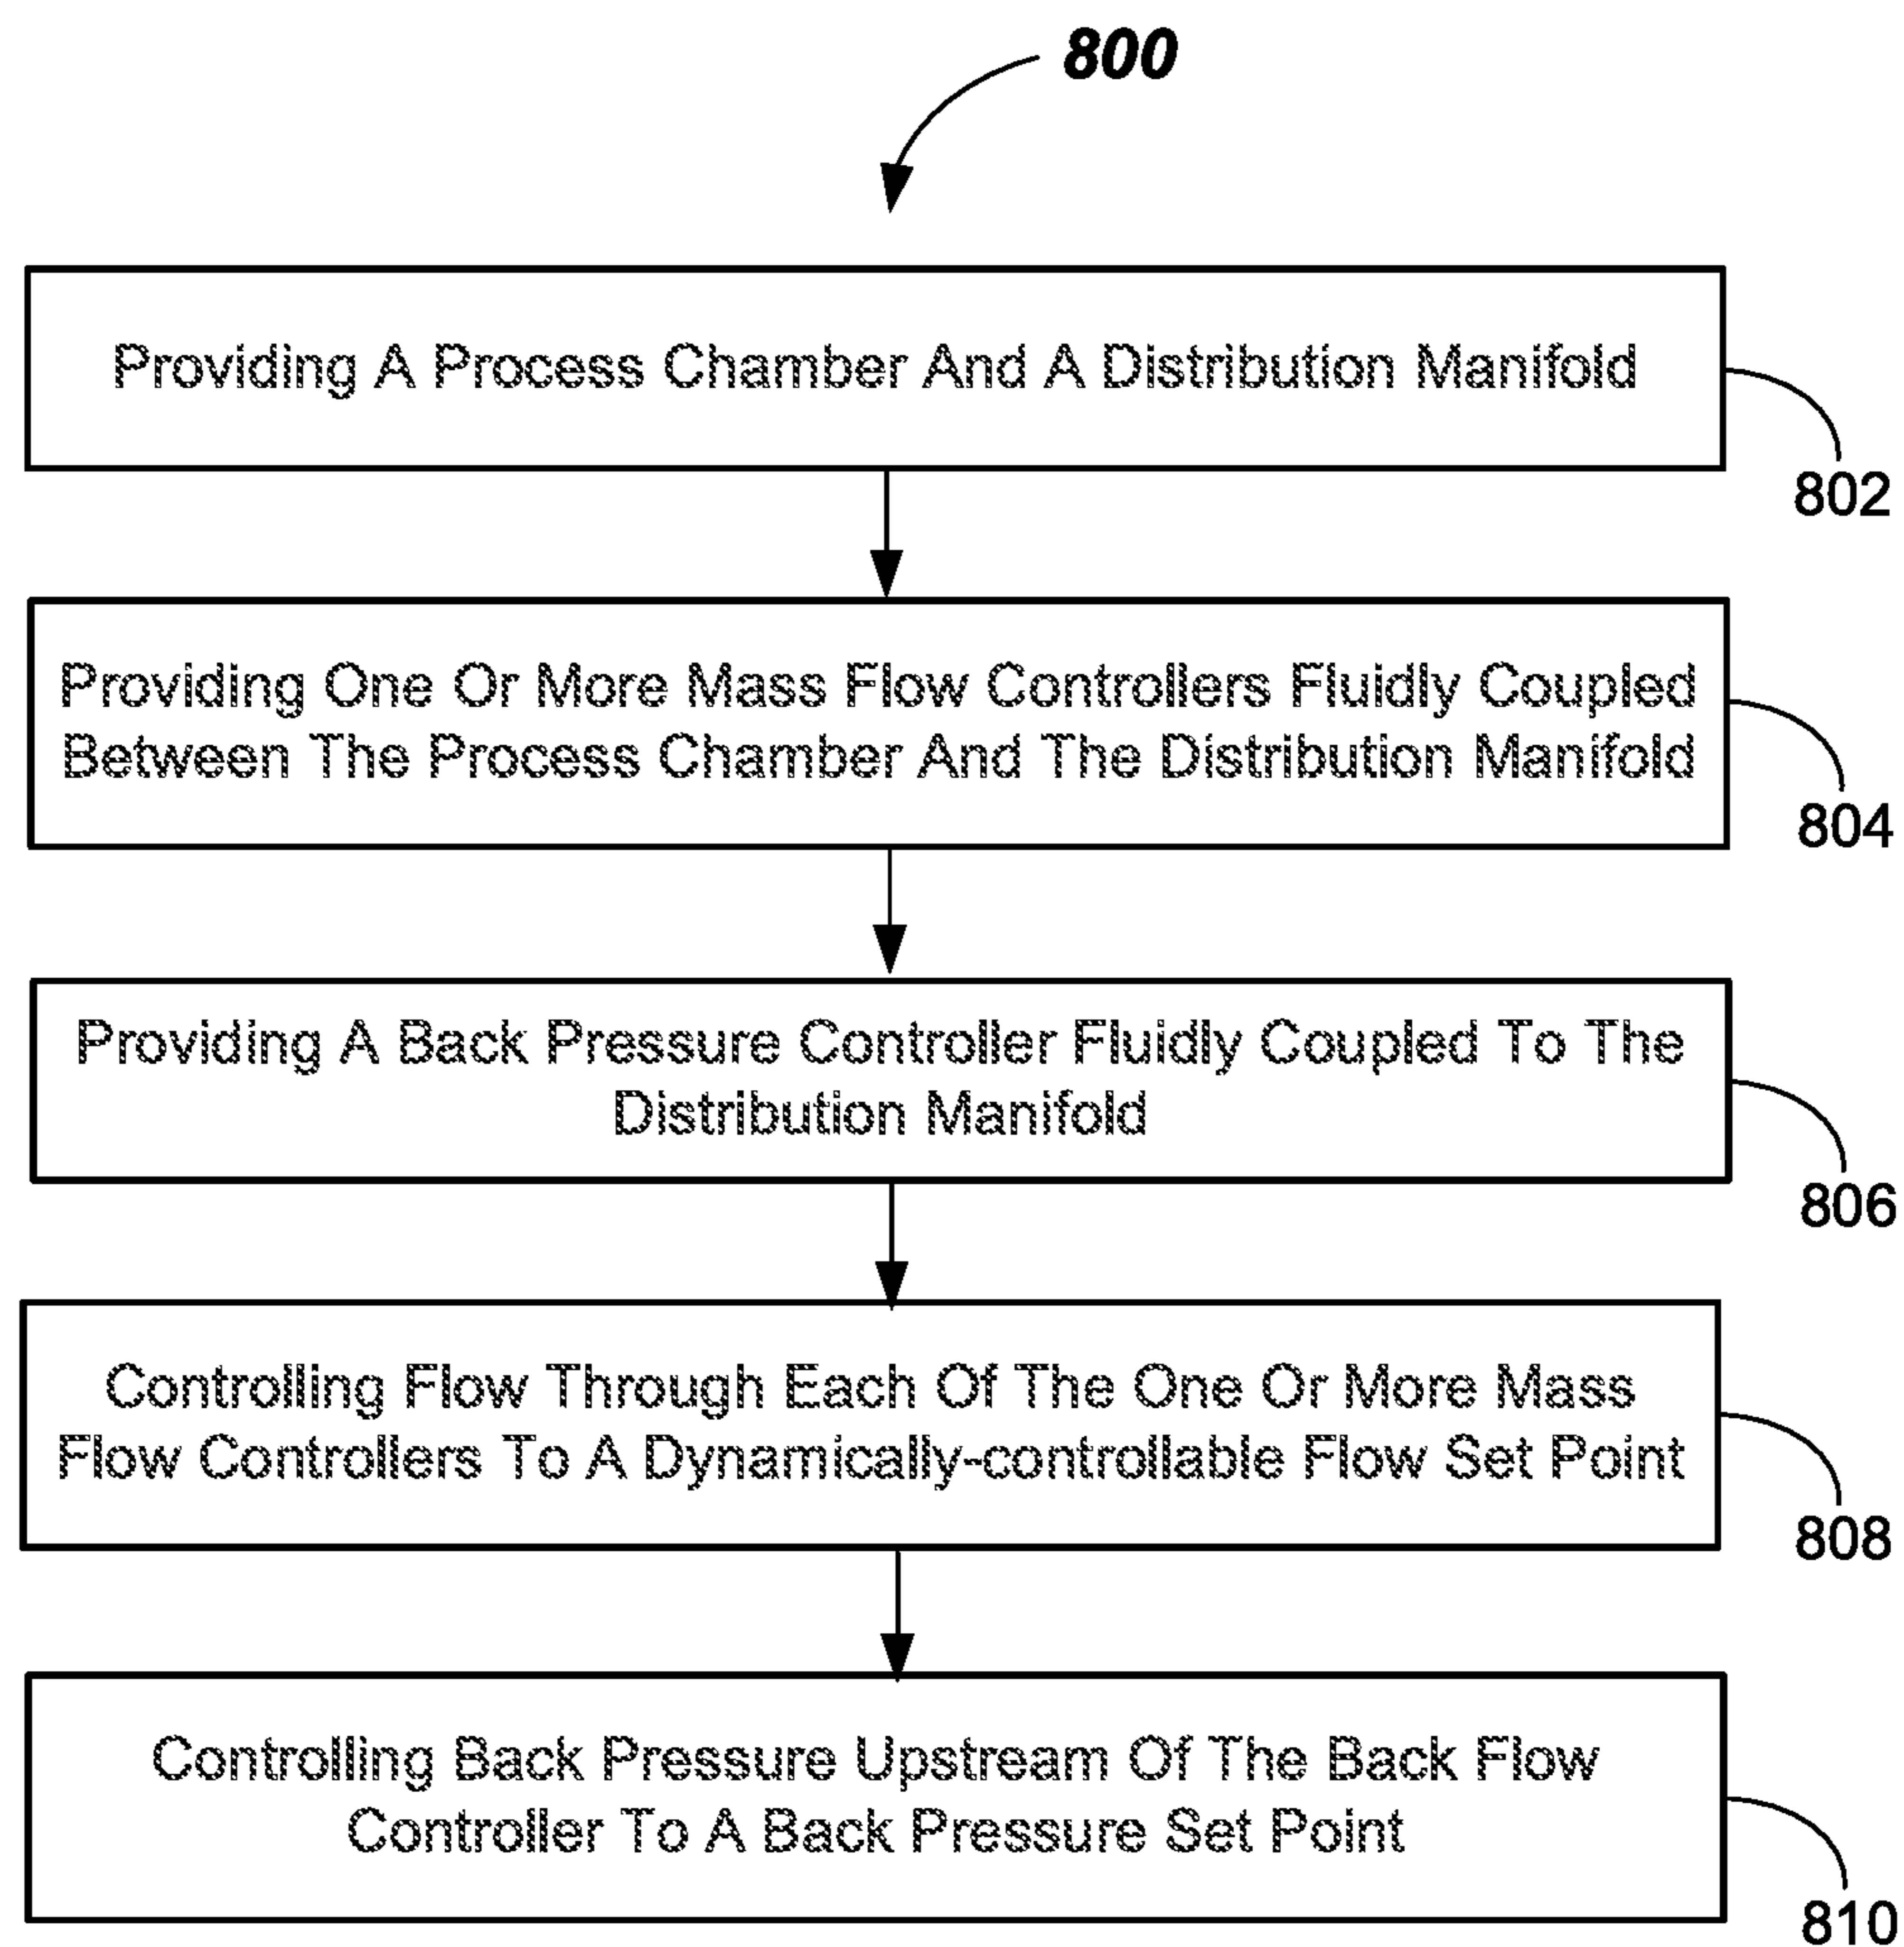 800
Providing A Process Chamber And A Distribution Manifold
802
Providing One Or More Mass Flow Controllers Fluidly Coupled
Between The Process Chamber And The Distribution Manifold
804
Providing A Back Pressure Controller Fluidly Coupled To The
Distribution Manifold
806
Controlling Flow Through Each Of The One Or More Mass
Flow Controllers To A Dynamically-controllable Flow Set Point
808
Controlling Back Pressure Upstream Of The Back Flow
Controller To A Back Pressure Set Point
810